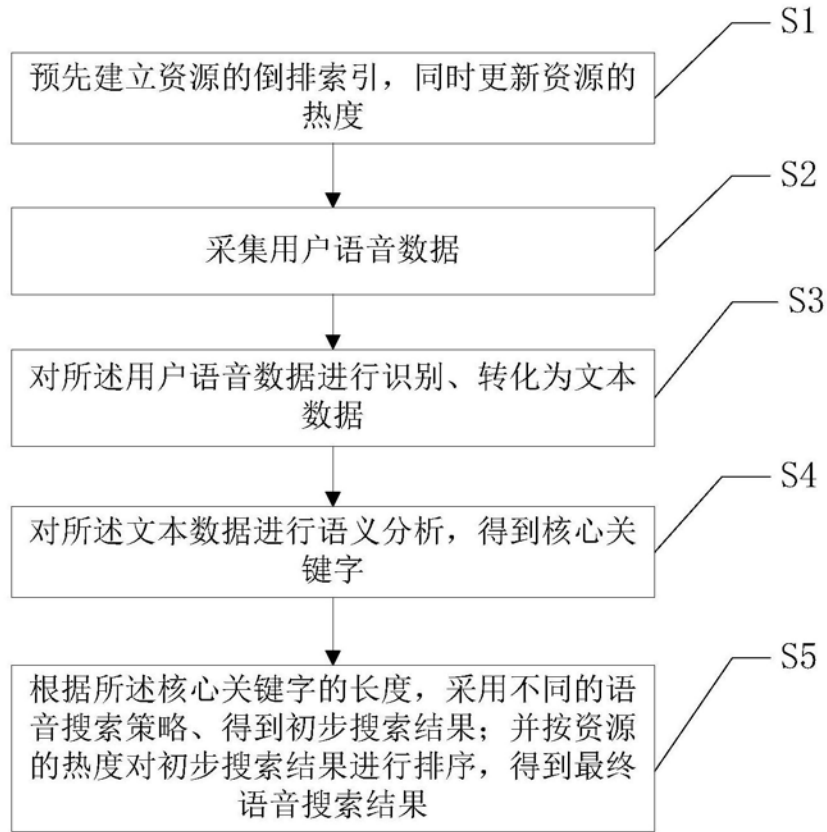 S1
预先建立资源的倒排索引，同时更新资源的
热度
S2
采集用户语音数据
S3
对所述用户语音数据进行识别、转化为文本
数据
S4
对所述文本数据进行语义分析，得到核心关
键字
S5
根据所述核心关键字的长度，采用不同的语
音搜索策略、得到初步搜索结果；并按资源
的热度对初步搜索结果进行排序，得到最终
语音搜索结果